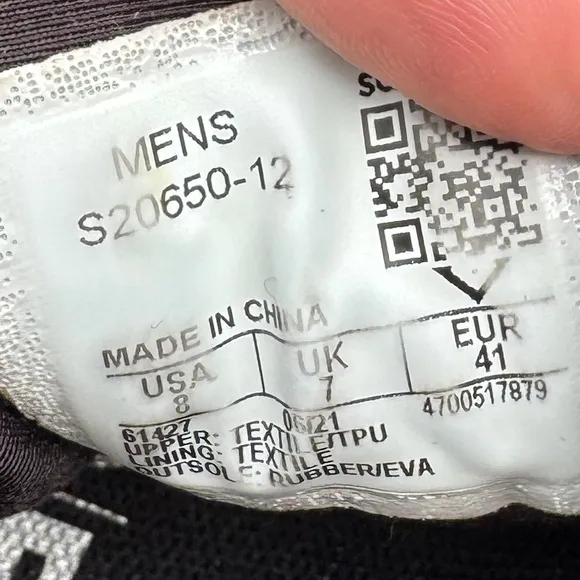 MENS
S20650-12
MADE IN CHINA
USA UK EUR
8 7 41
61427 06/21 4700517879
UPPER: TEXTILE/TPU
LINING: TEXTILE
OUTSOLE: RUBBER/EVA